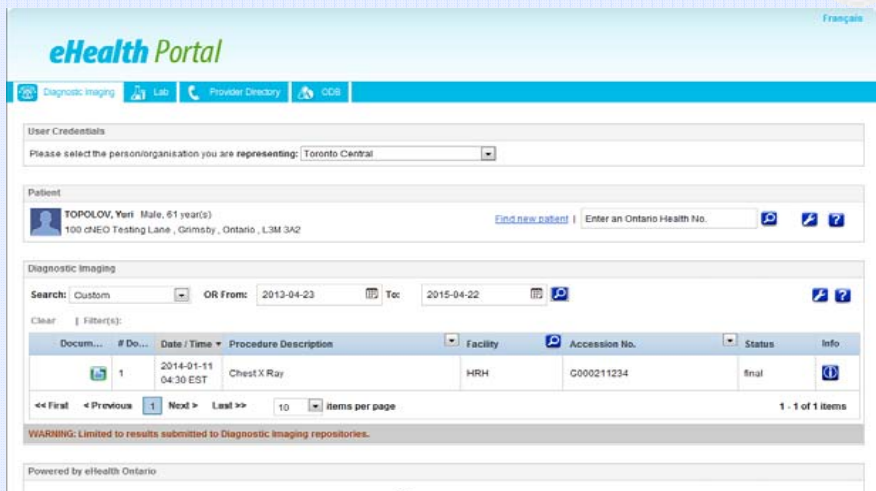 Français
eHealth Portal
Diagnostic Imaging Lab Provider Directory ODB
User Credentials
Please select the person/organisation you are representing: Toronto Central
Patient
TOPOLOV, Yuri Male, 61 year(s)
100 cNEO Testing Lane , Grimsby , Ontario , L3M 3A2
Find new patient | Enter an Ontario Health No.
Diagnostic Imaging
Search: Custom OR From: 2013-04-23 To: 2015-04-22
Clear | Filter(s):
Docum... # Do... Date / Time Procedure Description Facility Accession No. Status Info
1 2014-01-11 Chest X Ray HRH G000211234 final
04:30 EST
<< First < Previous 1 Next > Last >> 10 items per page 1 - 1 of 1 items
WARNING: Limited to results submitted to Diagnostic Imaging repositories.
Powered by eHealth Ontario